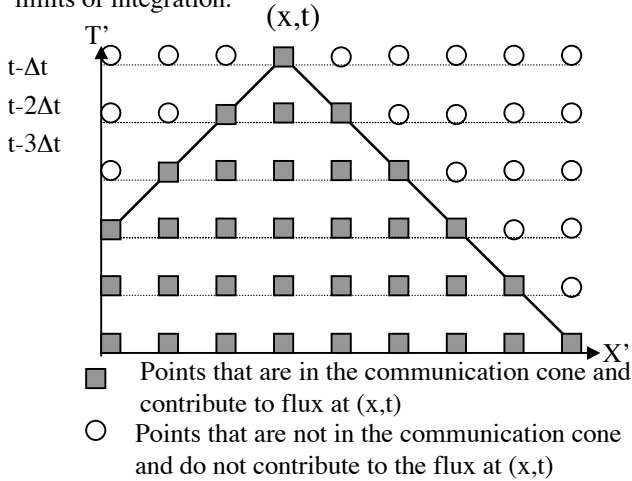 limits of integration.
(x,t)
T’
t-Δt
t-2Δt
t-3Δt
X’
Points that are in the communication cone and
contribute to flux at (x,t)
Points that are not in the communication cone
and do not contribute to the flux at (x,t)